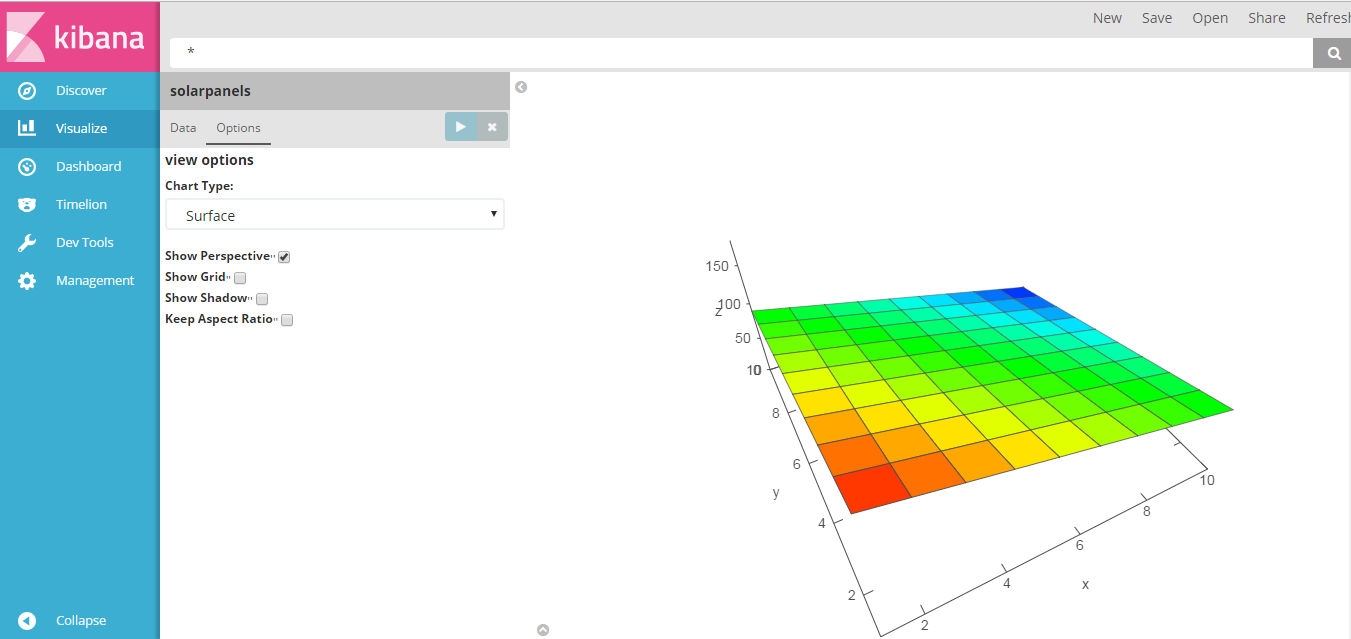 kibana
New Save Open Share Refresh
*
Discover
Visualize
Dashboard
Timelion
Dev Tools
Management
Collapse
solarpanels
Data Options
view options
Chart Type:
Surface
Show Perspective"
Show Grid"
Show Shadow"
Keep Aspect Ratio"
150
100
z
50
0
10
8
6
4
2
y
2
4
6
8
10
x